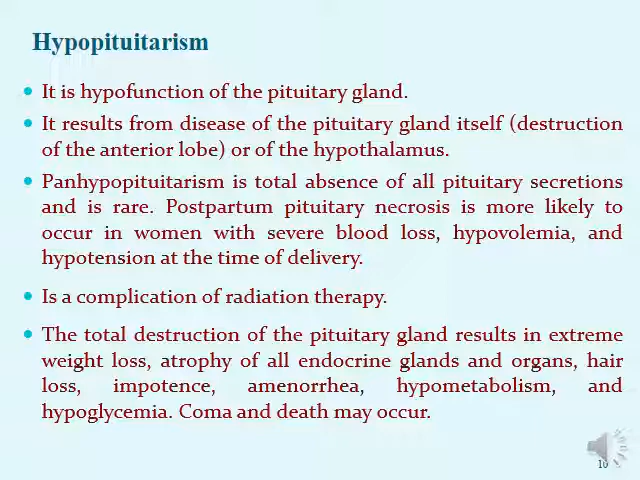 Hypopituitarism
It is hypofunction of the pituitary gland.
It results from disease of the pituitary gland itself (destruction
of the anterior lobe) or of the hypothalamus.
Panhypopituitarism is total absence of all pituitary secretions
and is rare. Postpartum pituitary necrosis is more likely to
occur in women with severe blood loss, hypovolemia, and
hypotension at the time of delivery.
Is a complication of radiation therapy.
The total destruction of the pituitary gland results in extreme
weight loss, atrophy of all endocrine glands and organs, hair
loss, impotence, amenorrhea, hypometabolism, and
hypoglycemia. Coma and death may occur.
10